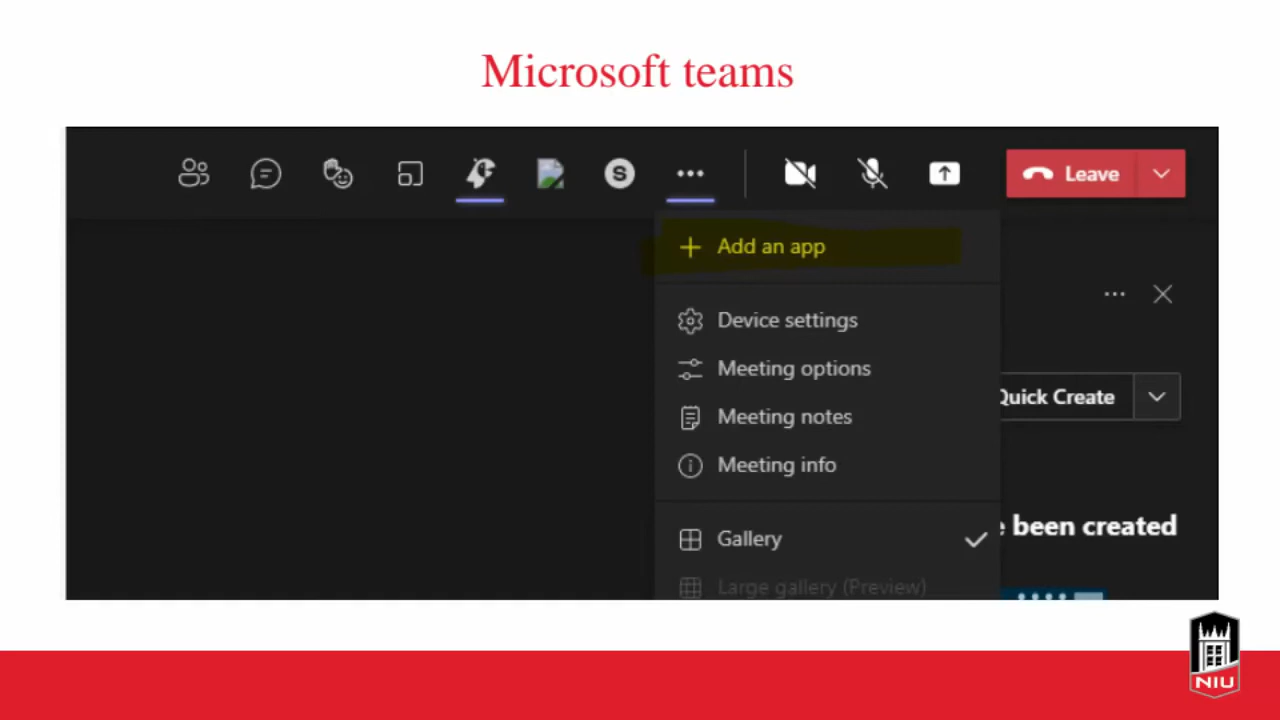 Microsoft teams
S
Leave
Add an app
Device settings
Meeting options
Quick Create
Meeting notes
Meeting info
been created
Gallery
Large gallery (Preview)
NIU